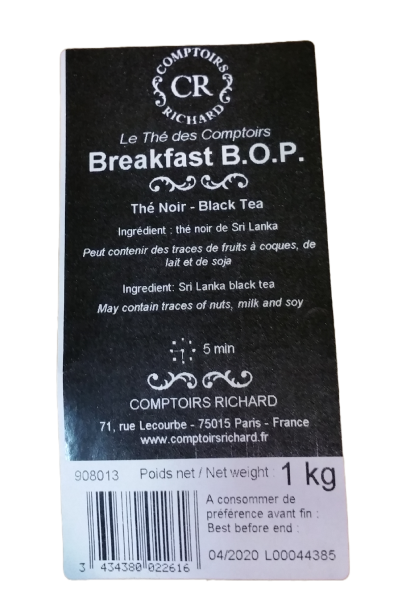 COMPTOIRS
CR
RICHARD
Le Thé des Comptoirs
Breakfast B.O.P.
Thé Noir - Black Tea
Ingrédient : thé noir de Sri Lanka
Peut contenir des traces de fruits à coques, de
lait et de soja
Ingredient: Sri Lanka black tea
May contain traces of nuts, milk and soy
5 min
COMPTOIRS RICHARD
71, rue Lecourbe - 75015 Paris - France
www.comptoirsrichard.fr
908013 Poids net / Net weight : 1 kg
A consommer de
préférence avant fin :
Best before end :
04/2020 L00044385
3 434380 022616